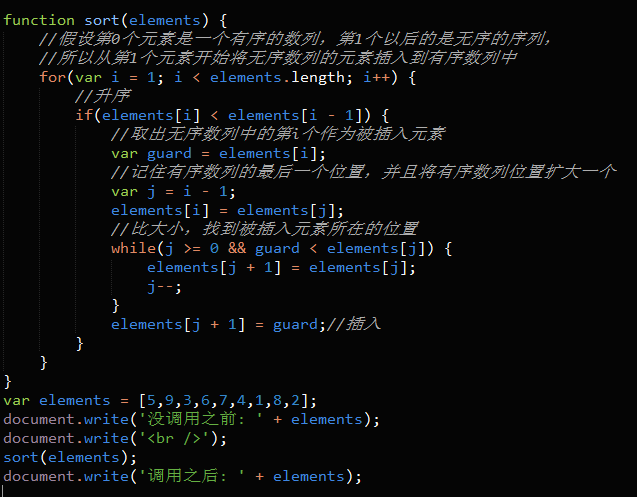 function sort(elements) {
//假设第0个元素是一个有序的数列，第1个以后的是无序的序列，
//所以从第1个元素开始将无序数列的元素插入到有序数列中
for(var i = 1; i < elements.length; i++) {
//升序
if(elements[i] < elements[i - 1]) {
//取出无序数列中的第i个作为被插入元素
var guard = elements[i];
//记住有序数列的最后一个位置，并且将有序数列位置扩大一个
var j = i - 1;
elements[i] = elements[j];
//比大小，找到被插入元素所在的位置
while(j >= 0 && guard < elements[j]) {
elements[j + 1] = elements[j];
j--;
}
elements[j + 1] = guard;//插入
}
}
}
var elements = [5,9,3,6,7,4,1,8,2];
document.write('没调用之前: ' + elements);
document.write('<br />');
sort(elements);
document.write('调用之后: ' + elements);